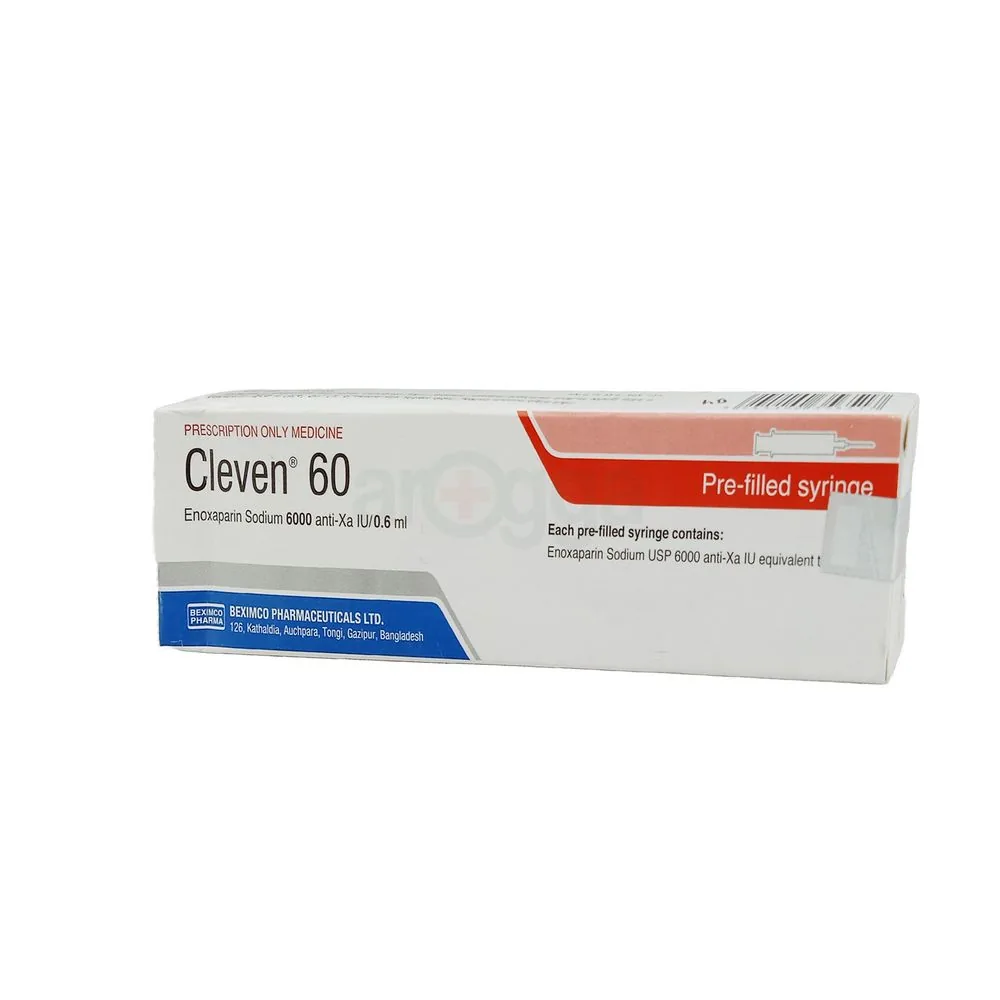 PRESCRIPTION ONLY MEDICINE
Cleven® 60
Enoxaparin Sodium 6000 anti-Xa IU/0.6 ml
Pre-filled syringe
Each pre-filled syringe contains:
Enoxaparin Sodium USP 6000 anti-Xa IU equivalent t
BEXIMCO PHARMA
BEXIMCO PHARMACEUTICALS LTD.
126, Kathaldia, Auchpara, Tongi, Gazipur, Bangladesh